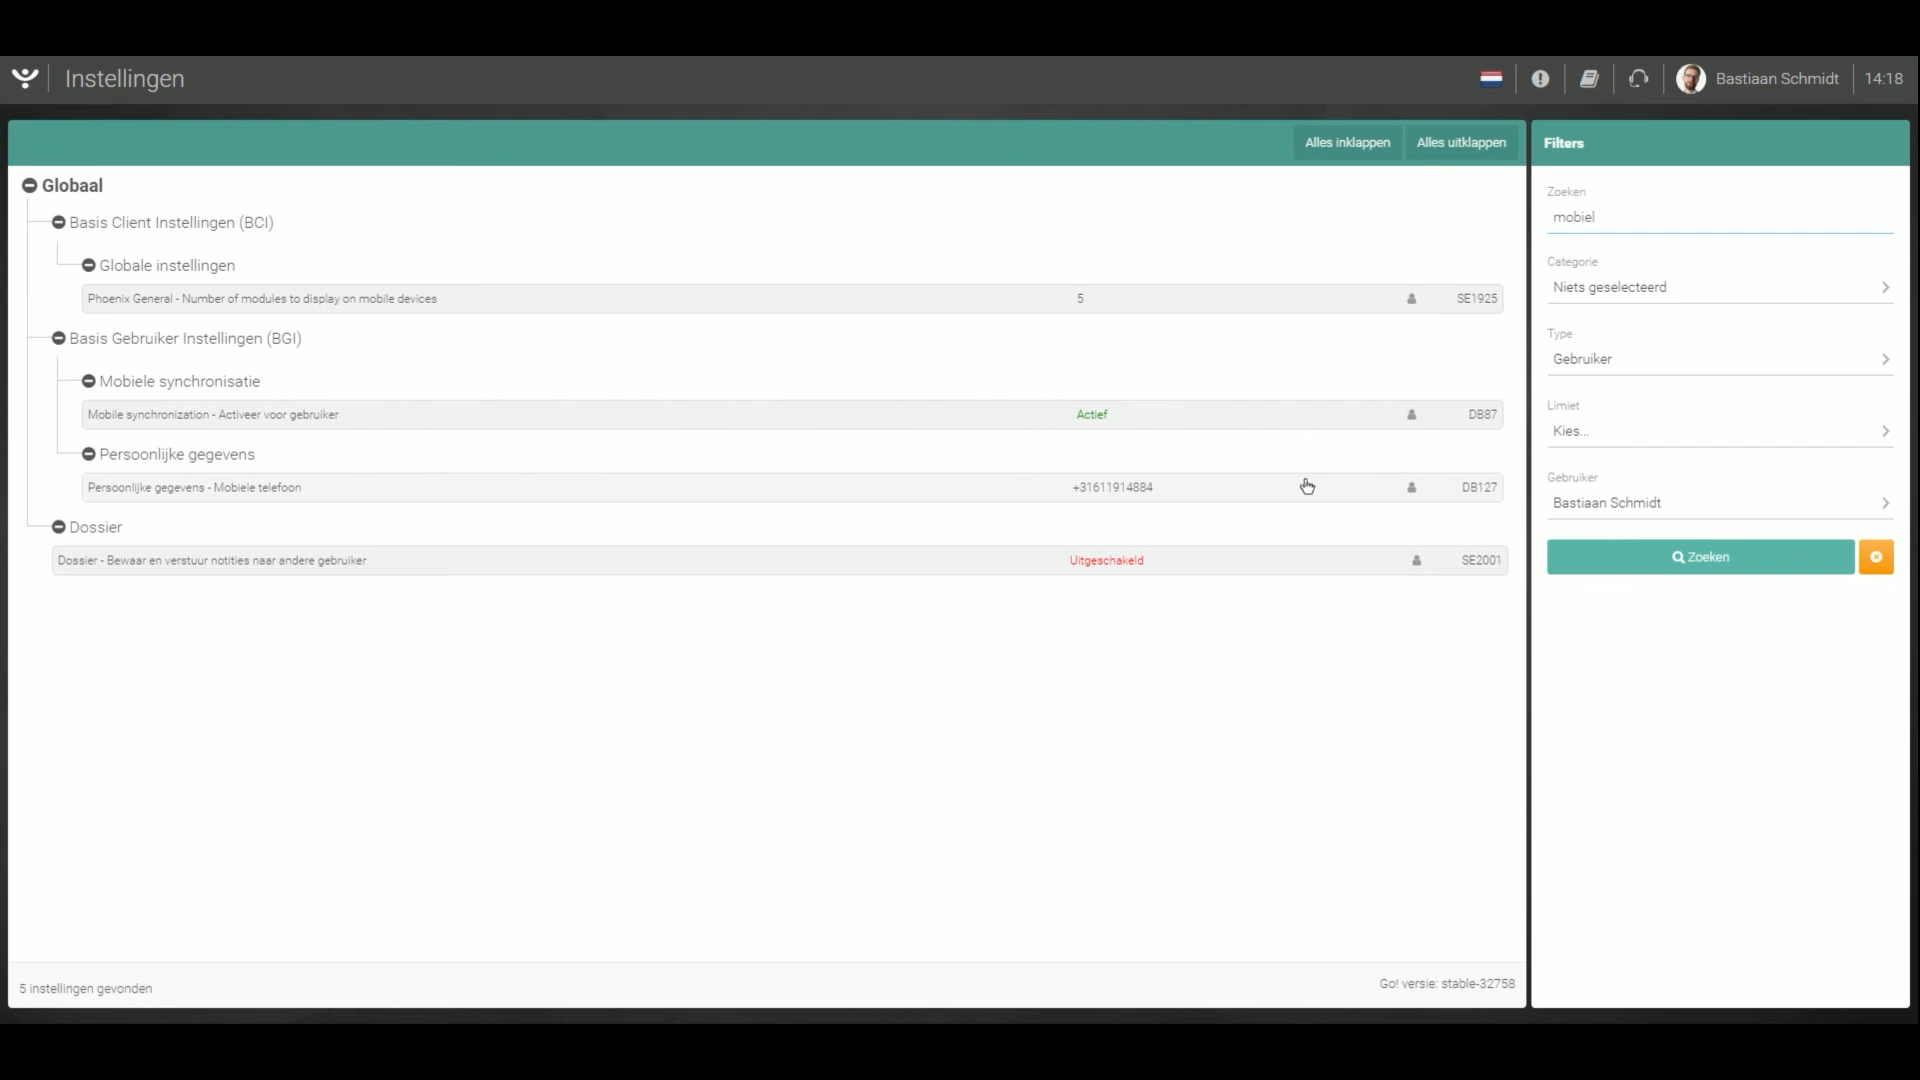 Instellingen
Bastiaan Schmidt
14:18
Alles inklappen
Alles uitklappen
Globaal
Basis Client Instellingen (BCI)
Globale instellingen
Phoenix General - Number of modules to display on mobile devices 5 SE1925
Basis Gebruiker Instellingen (BGI)
Mobiele synchronisatie
Mobile synchronization - Activeer voor gebruiker Actief DB87
Persoonlijke gegevens
Persoonlijke gegevens - Mobiele telefoon +31611914884 DB127
Dossier
Dossier - Bewaar en verstuur notities naar andere gebruiker Uitgeschakeld SE2001
5 instellingen gevonden
Go! versie: stable-32758
Filters
Zoeken
mobiel
Categorie
Niets geselecteerd
Type
Gebruiker
Limiet
Kies...
Gebruiker
Bastiaan Schmidt
Zoeken